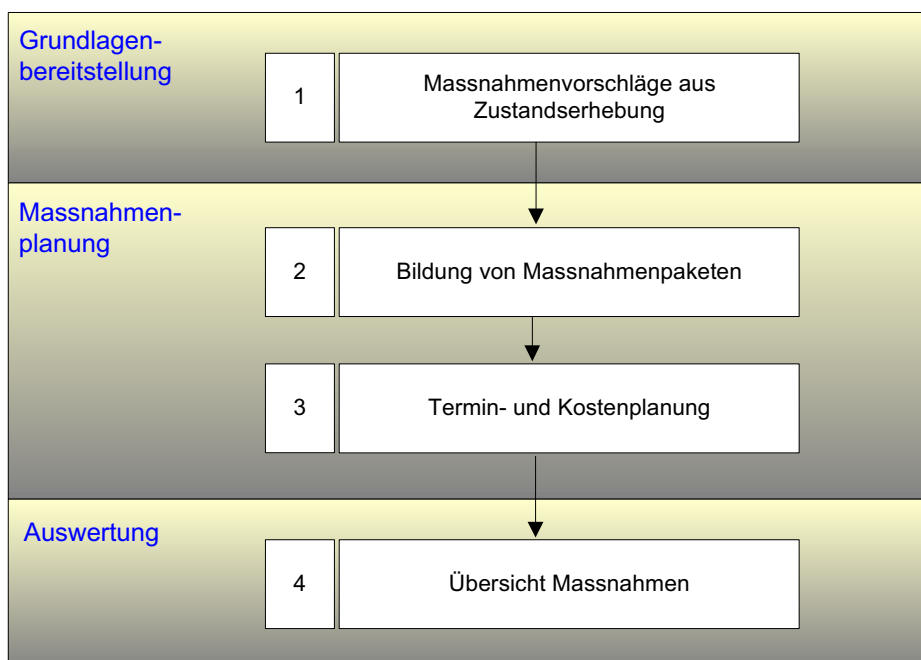 Grundlagen-
bereitstellung
1
Massnahmenvorschläge aus
Zustandserhebung
Massnahmen-
planung
2
Bildung von Massnahmenpaketen
3
Termin- und Kostenplanung
Auswertung
4
Übersicht Massnahmen